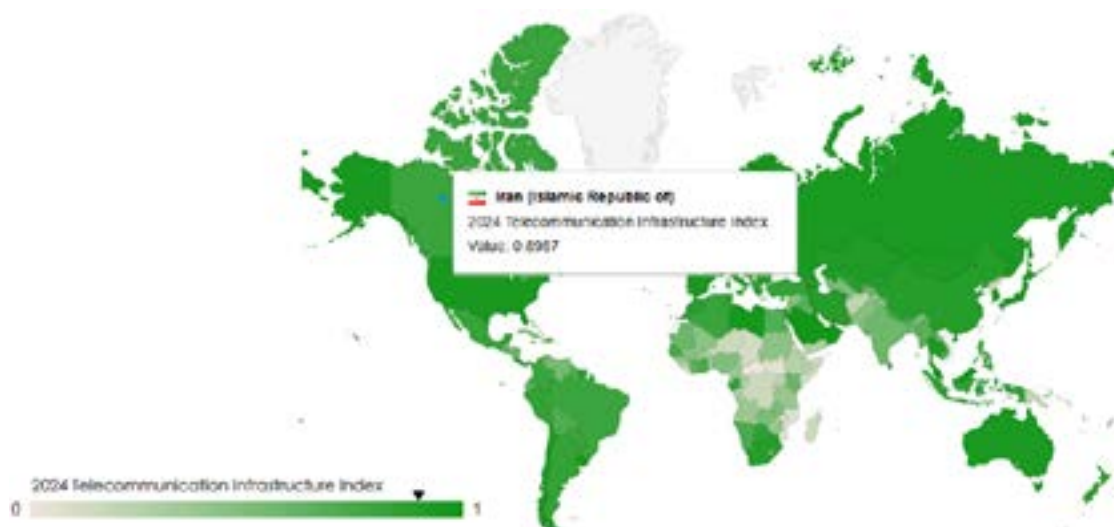 Iran (Islamic Republic of)
2024 Telecommunication Infrastructure Index
Value: 0.8967
2024 Telecommunication Infrastructure Index
0 1